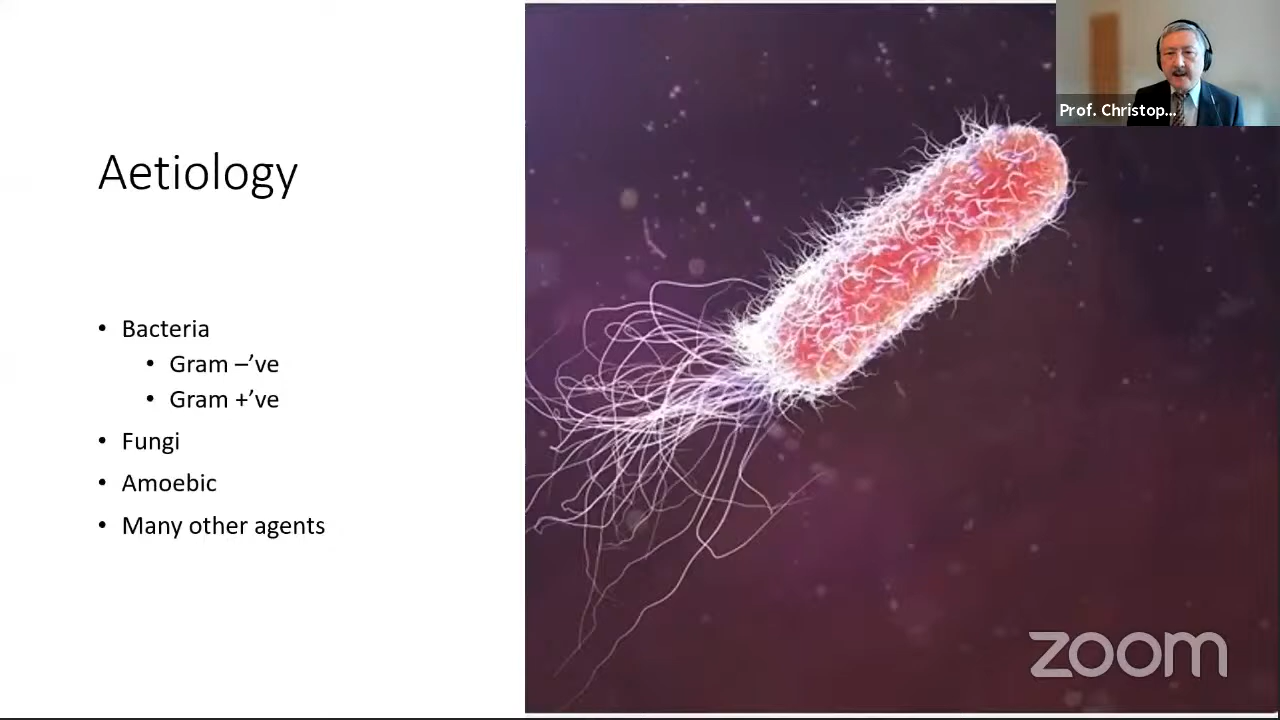 Aetiology
• Bacteria
• Gram –’ve
• Gram +’ve
• Fungi
• Amoebic
• Many other agents
Prof. Christop...
zoom